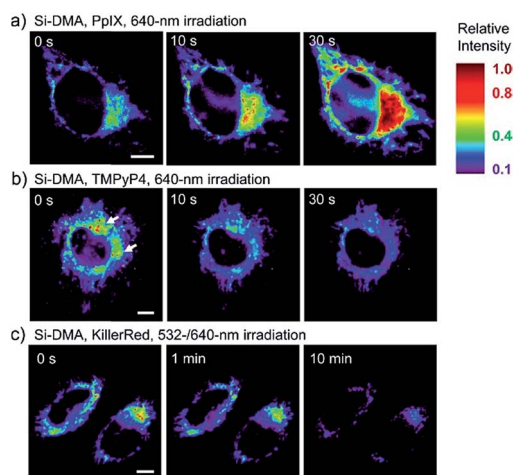 a) Si-DMA, PpIX, 640-nm irradiation
0 s
10 s
30 s
Relative
Intensity
1.0
0.8
0.4
0.1
b) Si-DMA, TMPyP4, 640-nm irradiation
0 s
10 s
30 s
c) Si-DMA, KillerRed, 532-/640-nm irradiation
0 s
1 min
10 min